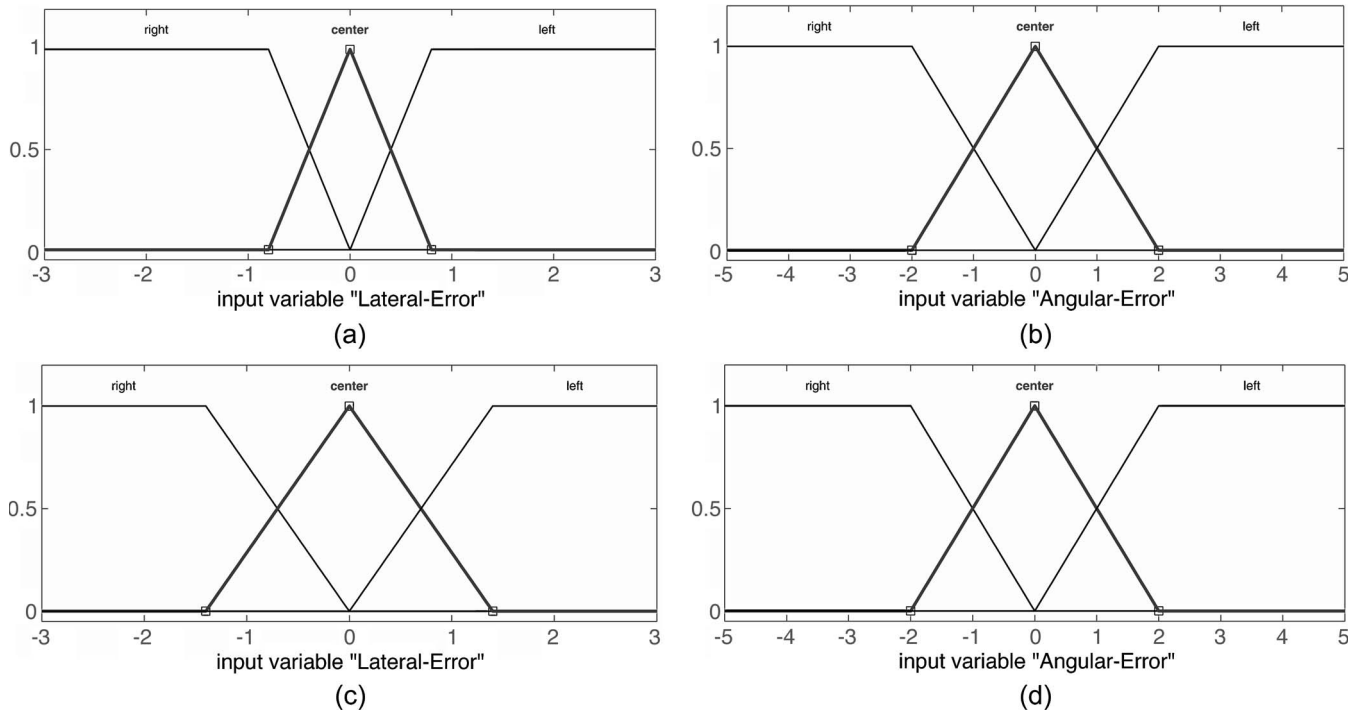 right center left
1
0.5
0
-3 -2 -1 0 1 2 3
input variable "Lateral-Error"
(a)
right center left
1
0.5
0
-5 -4 -3 -2 -1 0 1 2 3 4 5
input variable "Angular-Error"
(b)
right center left
1
0.5
0
-3 -2 -1 0 1 2 3
input variable "Lateral-Error"
(c)
right center left
1
0.5
0
-5 -4 -3 -2 -1 0 1 2 3 4 5
input variable "Angular-Error"
(d)